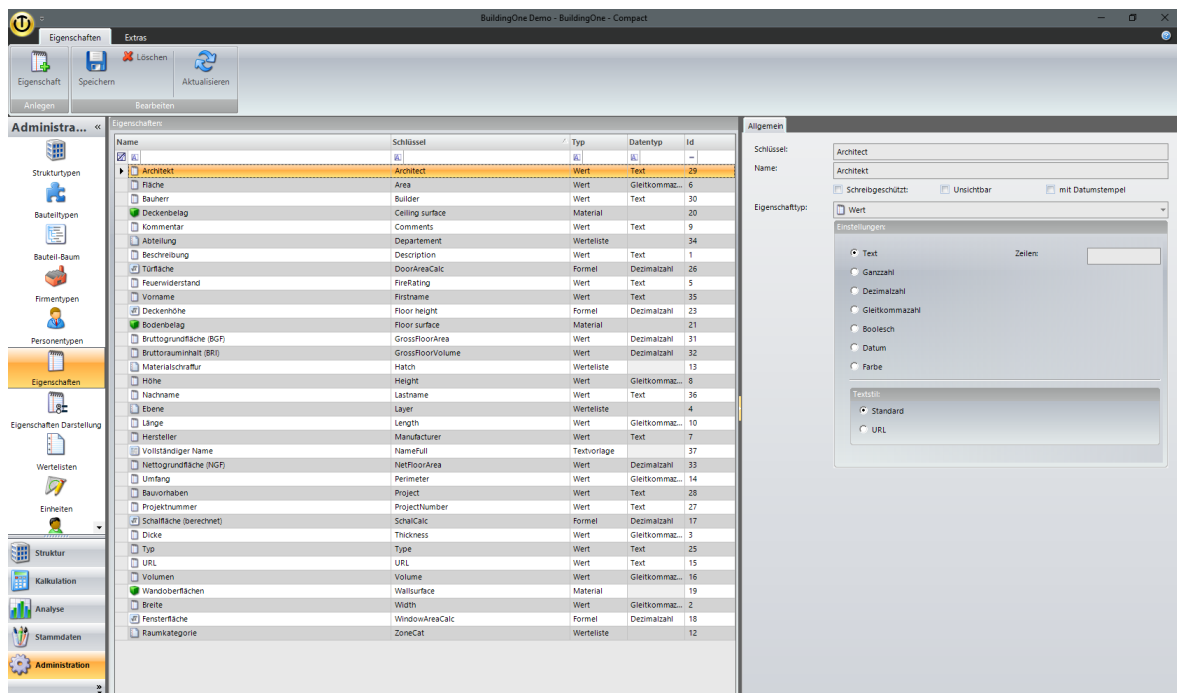 BuildingOne Demo - BuildingOne - Compact
Eigenschaften Extras
Eigenschaft Speichern Löschen Aktualisieren
Anlegen Bearbeiten
Administra... «
Strukturtypen
Bauteiltypen
Bauteil-Baum
Firmentypen
Personentypen
Eigenschaften
Eigenschaften Darstellung
Wertelisten
Einheiten
Struktur
Kalkulation
Analyse
Stammdaten
Administration
Eigenschaften
Name Schlüssel Typ Datentyp Id
Architekt Architect Wert Text 29
Fläche Area Wert Gleitkommaz... 6
Bauherr Builder Wert Text 30
Deckenbelag Ceiling surface Material 20
Kommentar Comments Wert Text 9
Abteilung Departement Werteliste 34
Beschreibung Description Wert Text 1
Türfläche DoorAreaCalc Formel Dezimalzahl 26
Feuerwiderstand FireRating Wert Text 5
Vorname Firstname Wert Text 35
Deckenhöhe Floor height Formel Dezimalzahl 23
Bodenbelag Floor surface Material 21
Bruttogrundfläche (BGF) GrossFloorArea Wert Dezimalzahl 31
Bruttorauminhalt (BRI) GrossFloorVolume Wert Dezimalzahl 32
Materialschraffur Hatch Werteliste 13
Höhe Height Wert Gleitkommaz... 8
Nachname Lastname Wert Text 36
Ebene Layer Werteliste 4
Länge Length Wert Gleitkommaz... 10
Hersteller Manufacturer Wert Text 7
Vollständiger Name NameFull Textvorlage 37
Nettogrundfläche (NGF) NetFloorArea Wert Dezimalzahl 33
Umfang Perimeter Wert Gleitkommaz... 14
Bauvorhaben Project Wert Text 28
Projektnummer ProjectNumber Wert Text 27
Schalfläche (berechnet) SchalCalc Formel Dezimalzahl 17
Dicke Thickness Wert Gleitkommaz... 3
Typ Type Wert Text 25
URL URL Wert Text 15
Volumen Volume Wert Gleitkommaz... 16
Wandoberflächen Wallsurface Material 19
Breite Width Wert Gleitkommaz... 2
Fensterfläche WindowAreaCalc Formel Dezimalzahl 18
Raumkategorie ZoneCat Werteliste 12
Allgemein
Schlüssel: Architect
Name: Architekt
Schreibgeschützt: Unsichtbar mit Datumstempel
Eigenschafttyp: Wert
Einstellungen:
Text Zeilen:
Ganzzahl
Dezimalzahl
Gleitkommazahl
Boolesch
Datum
Farbe
Textstil:
Standard
URL